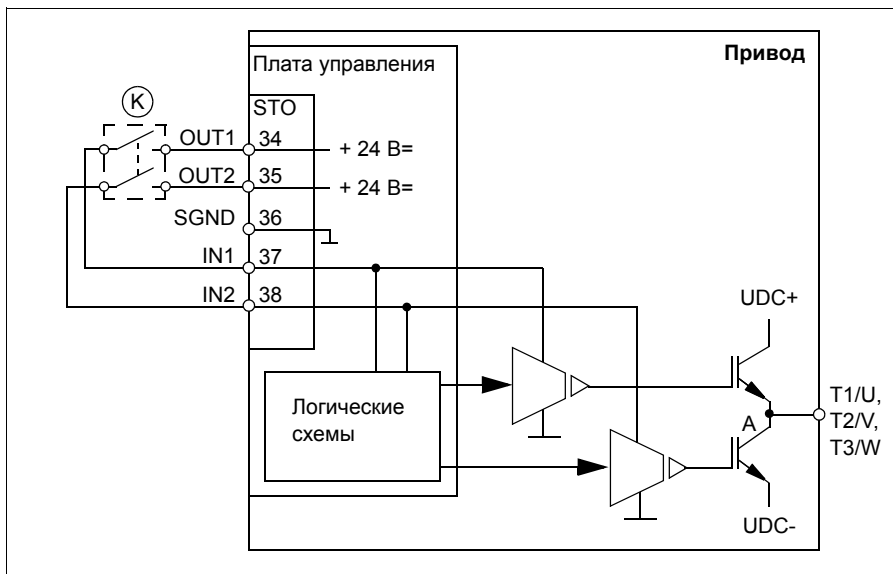 Привод
Плата управления
K
STO
OUT1 34 + 24 В=
OUT2 35 + 24 В=
SGND 36
IN1 37
IN2 38
UDC+
Логические
схемы
A
T1/U,
T2/V,
T3/W
UDC-